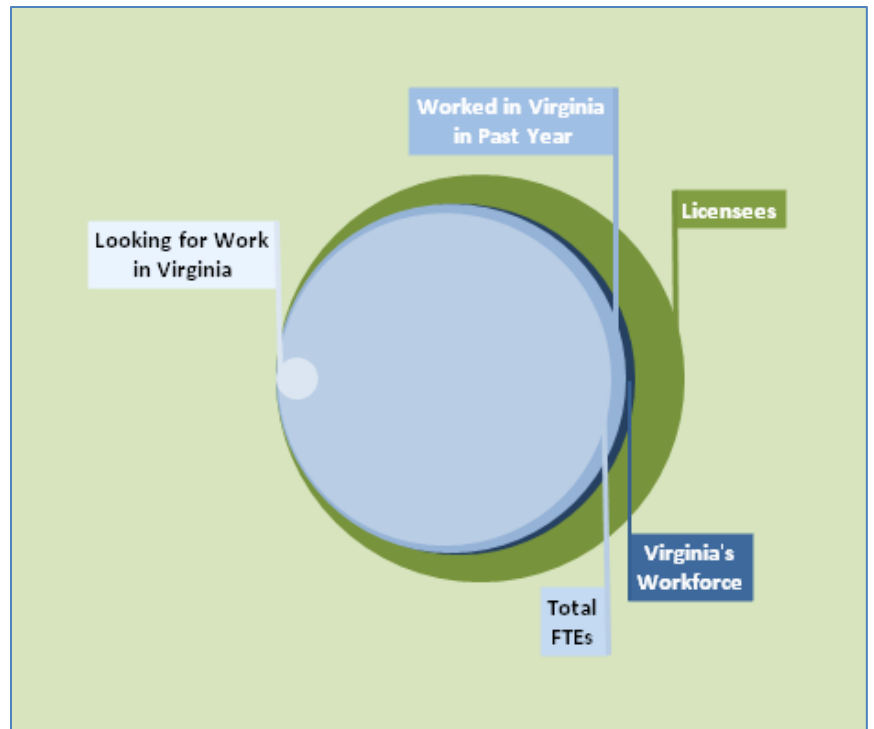 Worked in Virginia
in Past Year
Licensees
Looking for Work
in Virginia
Virginia's
Workforce
Total
FTEs